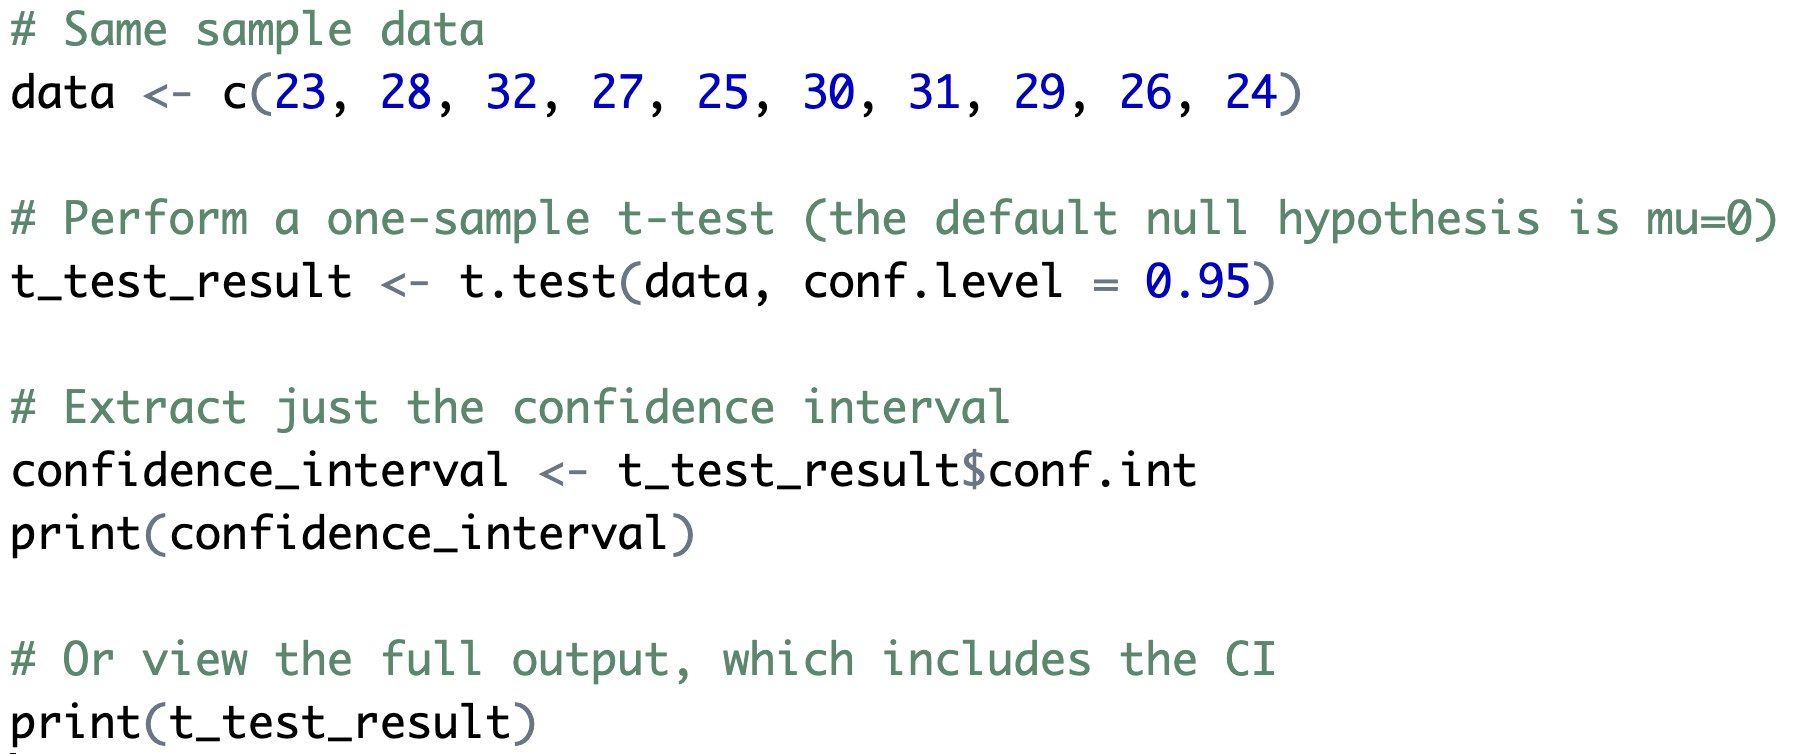 # Same sample data
data <- c(23, 28, 32, 27, 25, 30, 31, 29, 26, 24)
# Perform a one-sample t-test (the default null hypothesis is mu=0)
t_test_result <- t.test(data, conf.level = 0.95)
# Extract just the confidence interval
confidence_interval <- t_test_result$conf.int
print(confidence_interval)
# Or view the full output, which includes the CI
print(t_test_result)